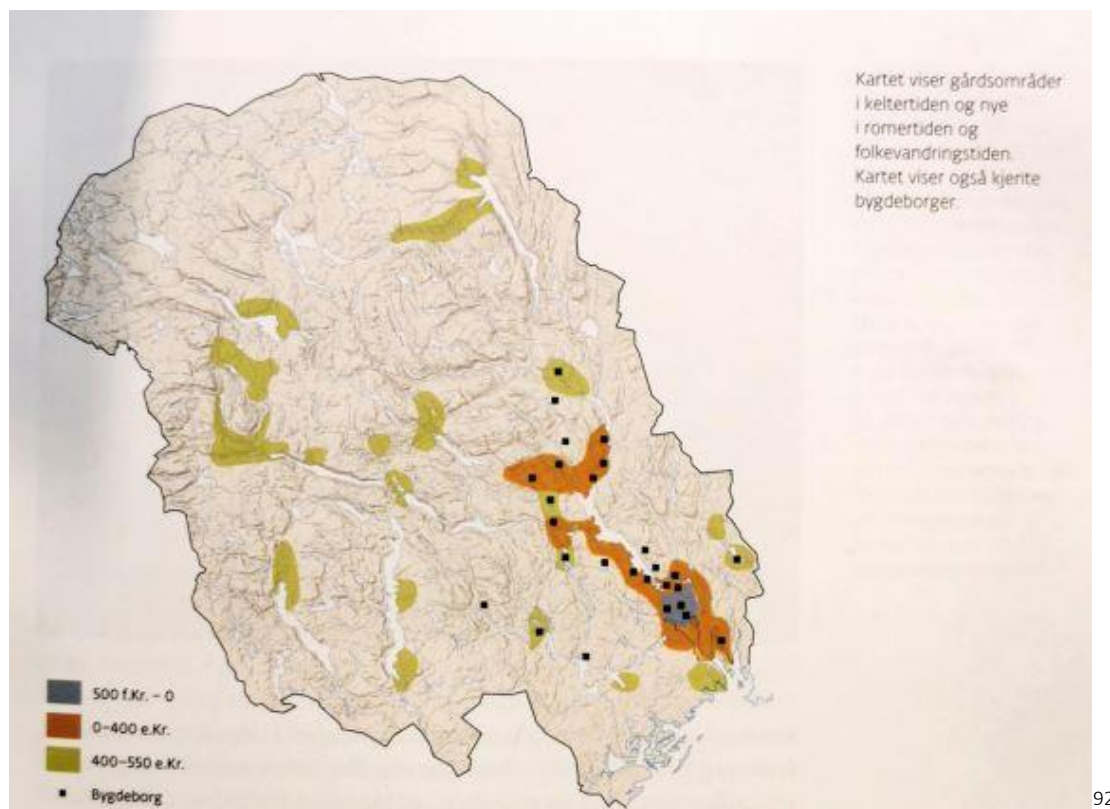 Kartet viser gårdsområder
i keltertiden og nye
i romertiden og
folkevandringstiden.
Kartet viser også kjente
bygdeborger.
500 f.Kr. – 0
0–400 e.Kr.
400–550 e.Kr.
Bygdeborg
92